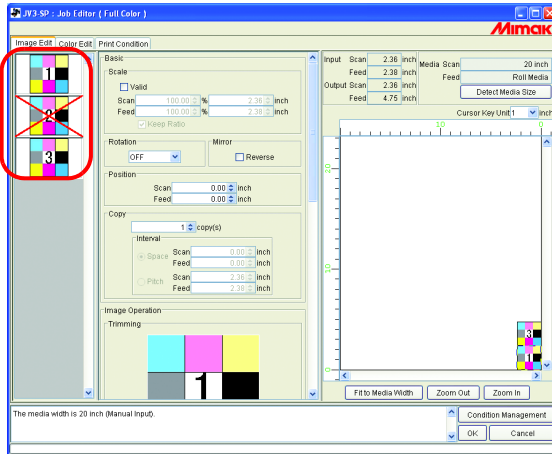 JV3-SP : Job Editor ( Full Color )
Mimaki
Image Edit Color Edit Print Condition
Basic
Scale
Valid
Scan 100.00 % 2.36 inch
Feed 100.00 % 2.38 inch
Keep Ratio
Rotation
OFF
Mirror
Reverse
Position
Scan 0.00 inch
Feed 0.00 inch
Copy
1 copy(s)
Interval
Space Scan 0.00 inch
Feed 0.00 inch
Pitch Scan 2.36 inch
Feed 2.38 inch
Image Operation
Trimming
1
1
2
3
Input Scan 2.36 inch
Feed 2.38 inch
Output Scan 2.36 inch
Feed 4.75 inch
Media Scan 20 inch
Feed Roll Media
Detect Media Size
Cursor Key Unit 1 inch
10 0
20
10
0
3
1
Fit to Media Width Zoom Out Zoom In
The media width is 20 inch (Manual Input).
Condition Management
OK Cancel